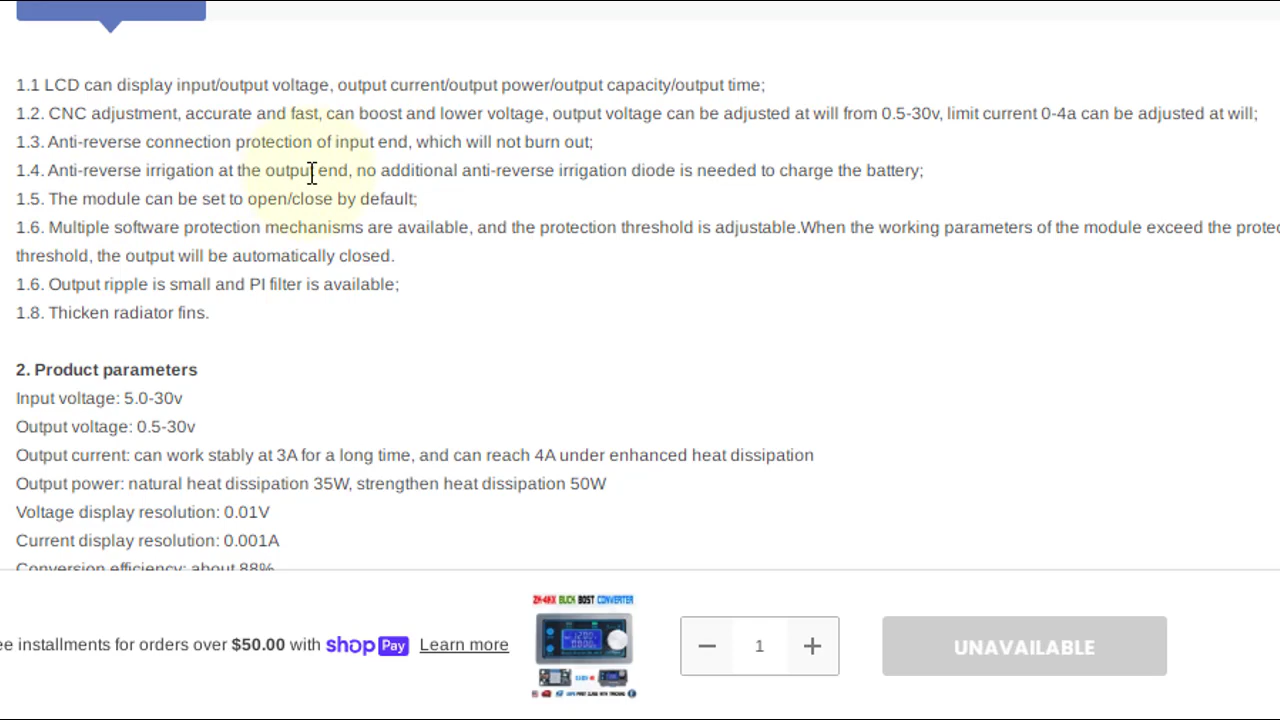 1.1 LCD can display input/output voltage, output current/output power/output capacity/output time;
1.2. CNC adjustment, accurate and fast, can boost and lower voltage, output voltage can be adjusted at will from 0.5-30v, limit current 0-4a can be adjusted at will;
1.3. Anti-reverse connection protection of input end, which will not burn out;
1.4. Anti-reverse irrigation at the output end, no additional anti-reverse irrigation diode is needed to charge the battery;
1.5. The module can be set to open/close by default;
1.6. Multiple software protection mechanisms are available, and the protection threshold is adjustable.When the working parameters of the module exceed the protec
threshold, the output will be automatically closed.
1.6. Output ripple is small and PI filter is available;
1.8. Thicken radiator fins.
2. Product parameters
Input voltage: 5.0-30v
Output voltage: 0.5-30v
Output current: can work stably at 3A for a long time, and can reach 4A under enhanced heat dissipation
Output power: natural heat dissipation 35W, strengthen heat dissipation 50W
Voltage display resolution: 0.01V
Current display resolution: 0.001A
Conversion efficiency: about 88%
BUCK BOST CONVERTER
ee installments for orders over $50.00 with shop Pay Learn more
1
UNAVAILABLE